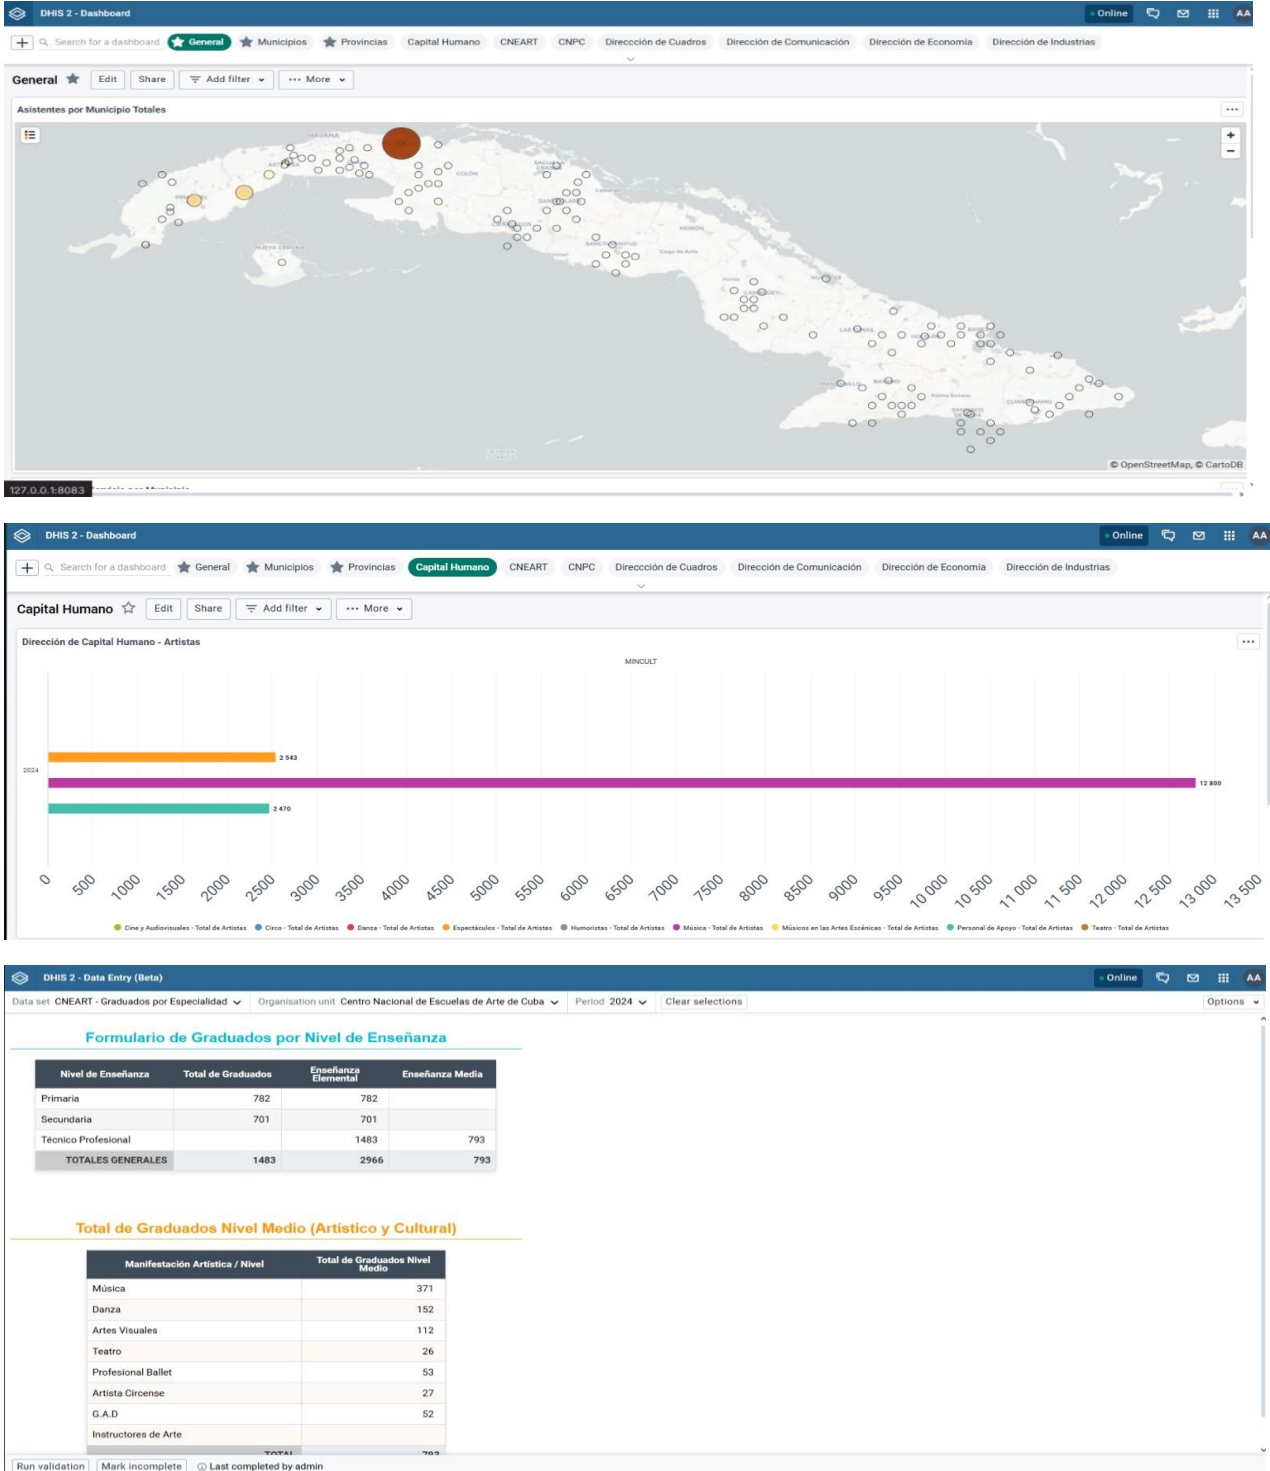 DHIS 2 - Dashboard
Online
AA
Search for a dashboard General Municipios Provincias Capital Humano CNEART CNPC Direccción de Cuadros Dirección de Comunicación Dirección de Economía Dirección de Industrias
General Edit Share Add filter More
Asistentes por Municipio Totales
+
−
HAVANA
COLÓN
MORÓN
Ciego de Ávila
NUEVA GERONA
LAS TUNAS
Palma Soriano
© OpenStreetMap, © CartoDB
127.0.0.1:8083
DHIS 2 - Dashboard
Online
AA
Search for a dashboard General Municipios Provincias Capital Humano CNEART CNPC Direccción de Cuadros Dirección de Comunicación Dirección de Economía Dirección de Industrias
Capital Humano Edit Share Add filter More
Dirección de Capital Humano - Artistas
MINCULT
2 543
2024
12 800
2 470
0 500 1000 1500 2000 2500 3000 3500 4000 4500 5000 5500 6000 6500 7000 7500 8000 8500 9000 9500 10 000 10 500 11 000 11 500 12 000 12 500 13 000 13 500
Cine y Audiovisuales - Total de Artistas Circo - Total de Artistas Danza - Total de Artistas Espectáculos - Total de Artistas Humoristas - Total de Artistas Música - Total de Artistas Músicos en las Artes Escénicas - Total de Artistas Personal de Apoyo - Total de Artistas Teatro - Total de Artistas
DHIS 2 - Data Entry (Beta)
Online
AA
Data set CNEART - Graduados por Especialidad Organisation unit Centro Nacional de Escuelas de Arte de Cuba Period 2024 Clear selections Options
Formulario de Graduados por Nivel de Enseñanza
Nivel de Enseñanza Total de Graduados Enseñanza Elemental Enseñanza Media
Primaria 782 782
Secundaria 701 701
Técnico Profesional 1483 793
TOTALES GENERALES 1483 2966 793
Total de Graduados Nivel Medio (Artistico y Cultural)
Manifestación Artística / Nivel Total de Graduados Nivel Medio
Música 371
Danza 152
Artes Visuales 112
Teatro 26
Profesional Ballet 53
Artista Circense 27
G.A.D 52
Instructores de Arte
TOTAL 793
Run validation Mark incomplete Last completed by admin